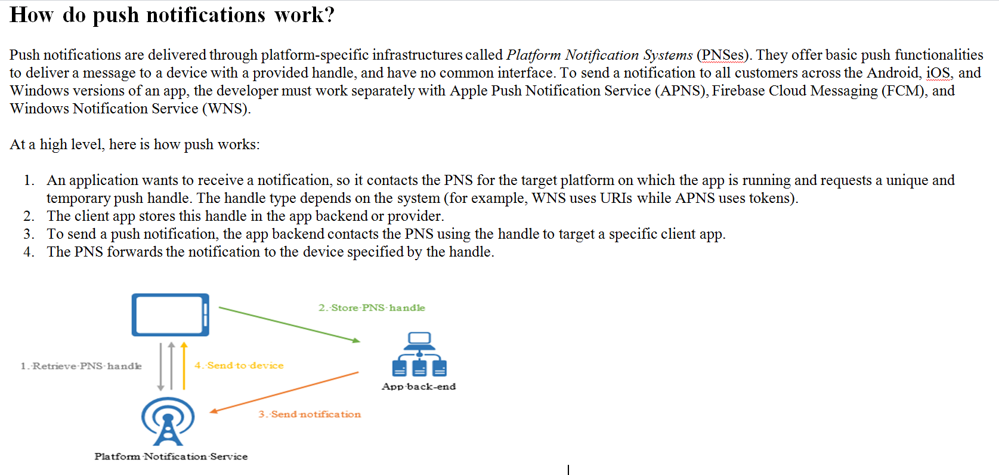 How do push notifications work?
Push notifications are delivered through platform-specific infrastructures called Platform Notification Systems (PNSes). They offer basic push functionalities
to deliver a message to a device with a provided handle, and have no common interface. To send a notification to all customers across the Android, iOS, and
Windows versions of an app, the developer must work separately with Apple Push Notification Service (APNS), Firebase Cloud Messaging (FCM), and
Windows Notification Service (WNS).
At a high level, here is how push works:
1. An application wants to receive a notification, so it contacts the PNS for the target platform on which the app is running and requests a unique and
temporary push handle. The handle type depends on the system (for example, WNS uses URIs while APNS uses tokens).
2. The client app stores this handle in the app backend or provider.
3. To send a push notification, the app backend contacts the PNS using the handle to target a specific client app.
4. The PNS forwards the notification to the device specified by the handle.
2.·Store·PNS·handle
1.·Retrieve·PNS·handle
4.·Send·to·device
App·back-end
3.·Send·notification
Platform·Notification·Service